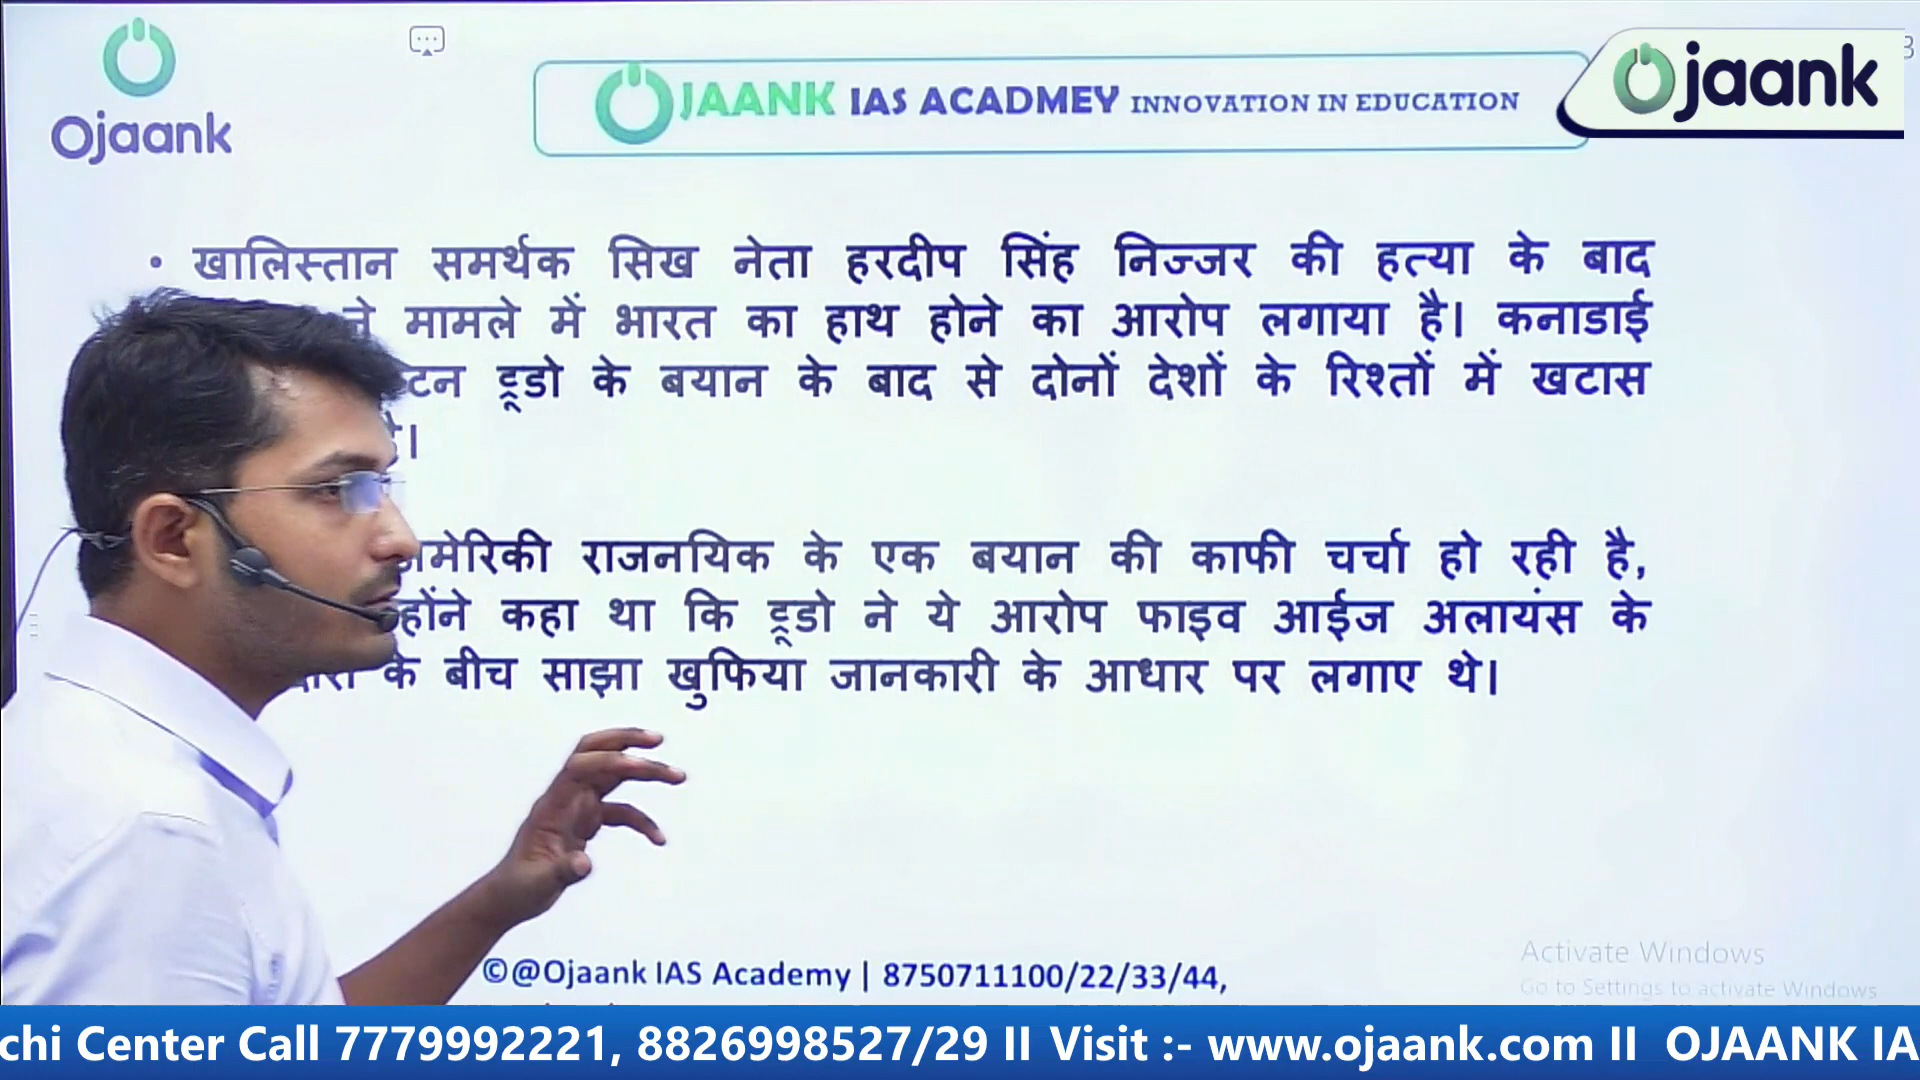 Ojaank
JAANK IAS ACADMEY INNOVATION IN EDUCATION
Ojaank
• खालिस्तान समर्थक सिख नेता हरदीप सिंह निज्जर की हत्या के बाद
ने मामले में भारत का हाथ होने का आरोप लगाया है। कनाडाई
ट्रूडो के बयान के बाद से दोनों देशों के रिश्तों में खटास
राजनयिक के एक बयान की काफी चर्चा हो रही है,
कहा था कि ट्रूडो ने ये आरोप फाइव आईज अलायंस के
के बीच साझा खुफिया जानकारी के आधार पर लगाए थे।
Activate Windows
Go to Settings to activate Windows
©@Ojaank IAS Academy | 8750711100/22/33/44,
chi Center Call 7779992221, 8826998527/29 II Visit :- www.ojaank.com II OJAANK IA